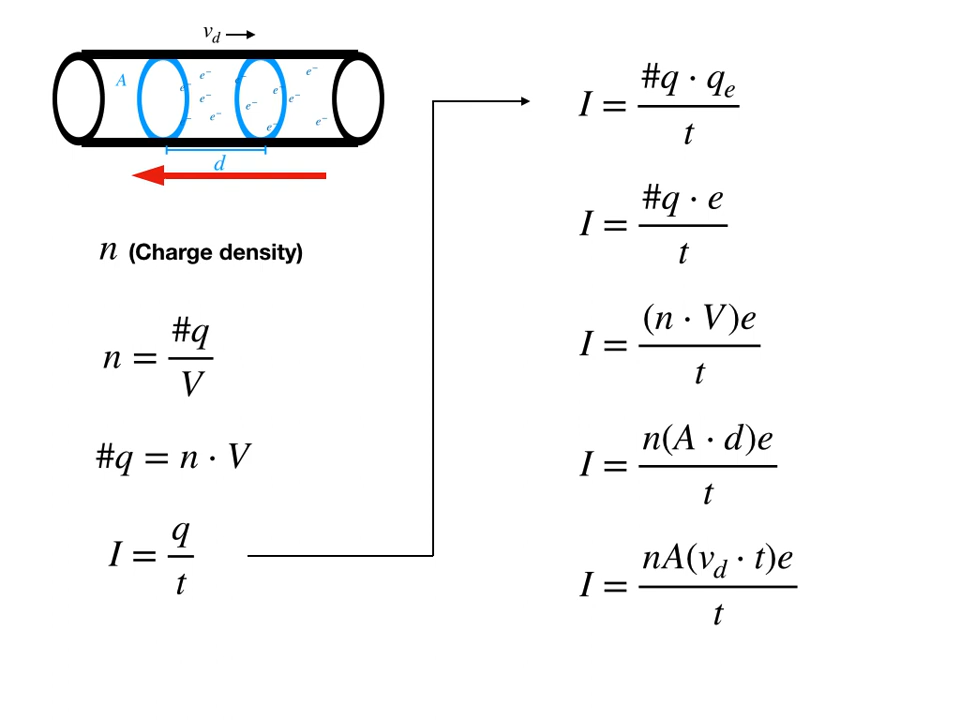 v_d →
A
e⁻ e⁻ e⁻ e⁻
e⁻ e⁻ e⁻
e⁻ e⁻
⁻ e⁻ e⁻
d
n (Charge density)
n = #q / V
#q = n · V
I = q / t
I = #q · q_e / t
I = #q · e / t
I = (n · V)e / t
I = n(A · d)e / t
I = nA(v_d · t)e / t